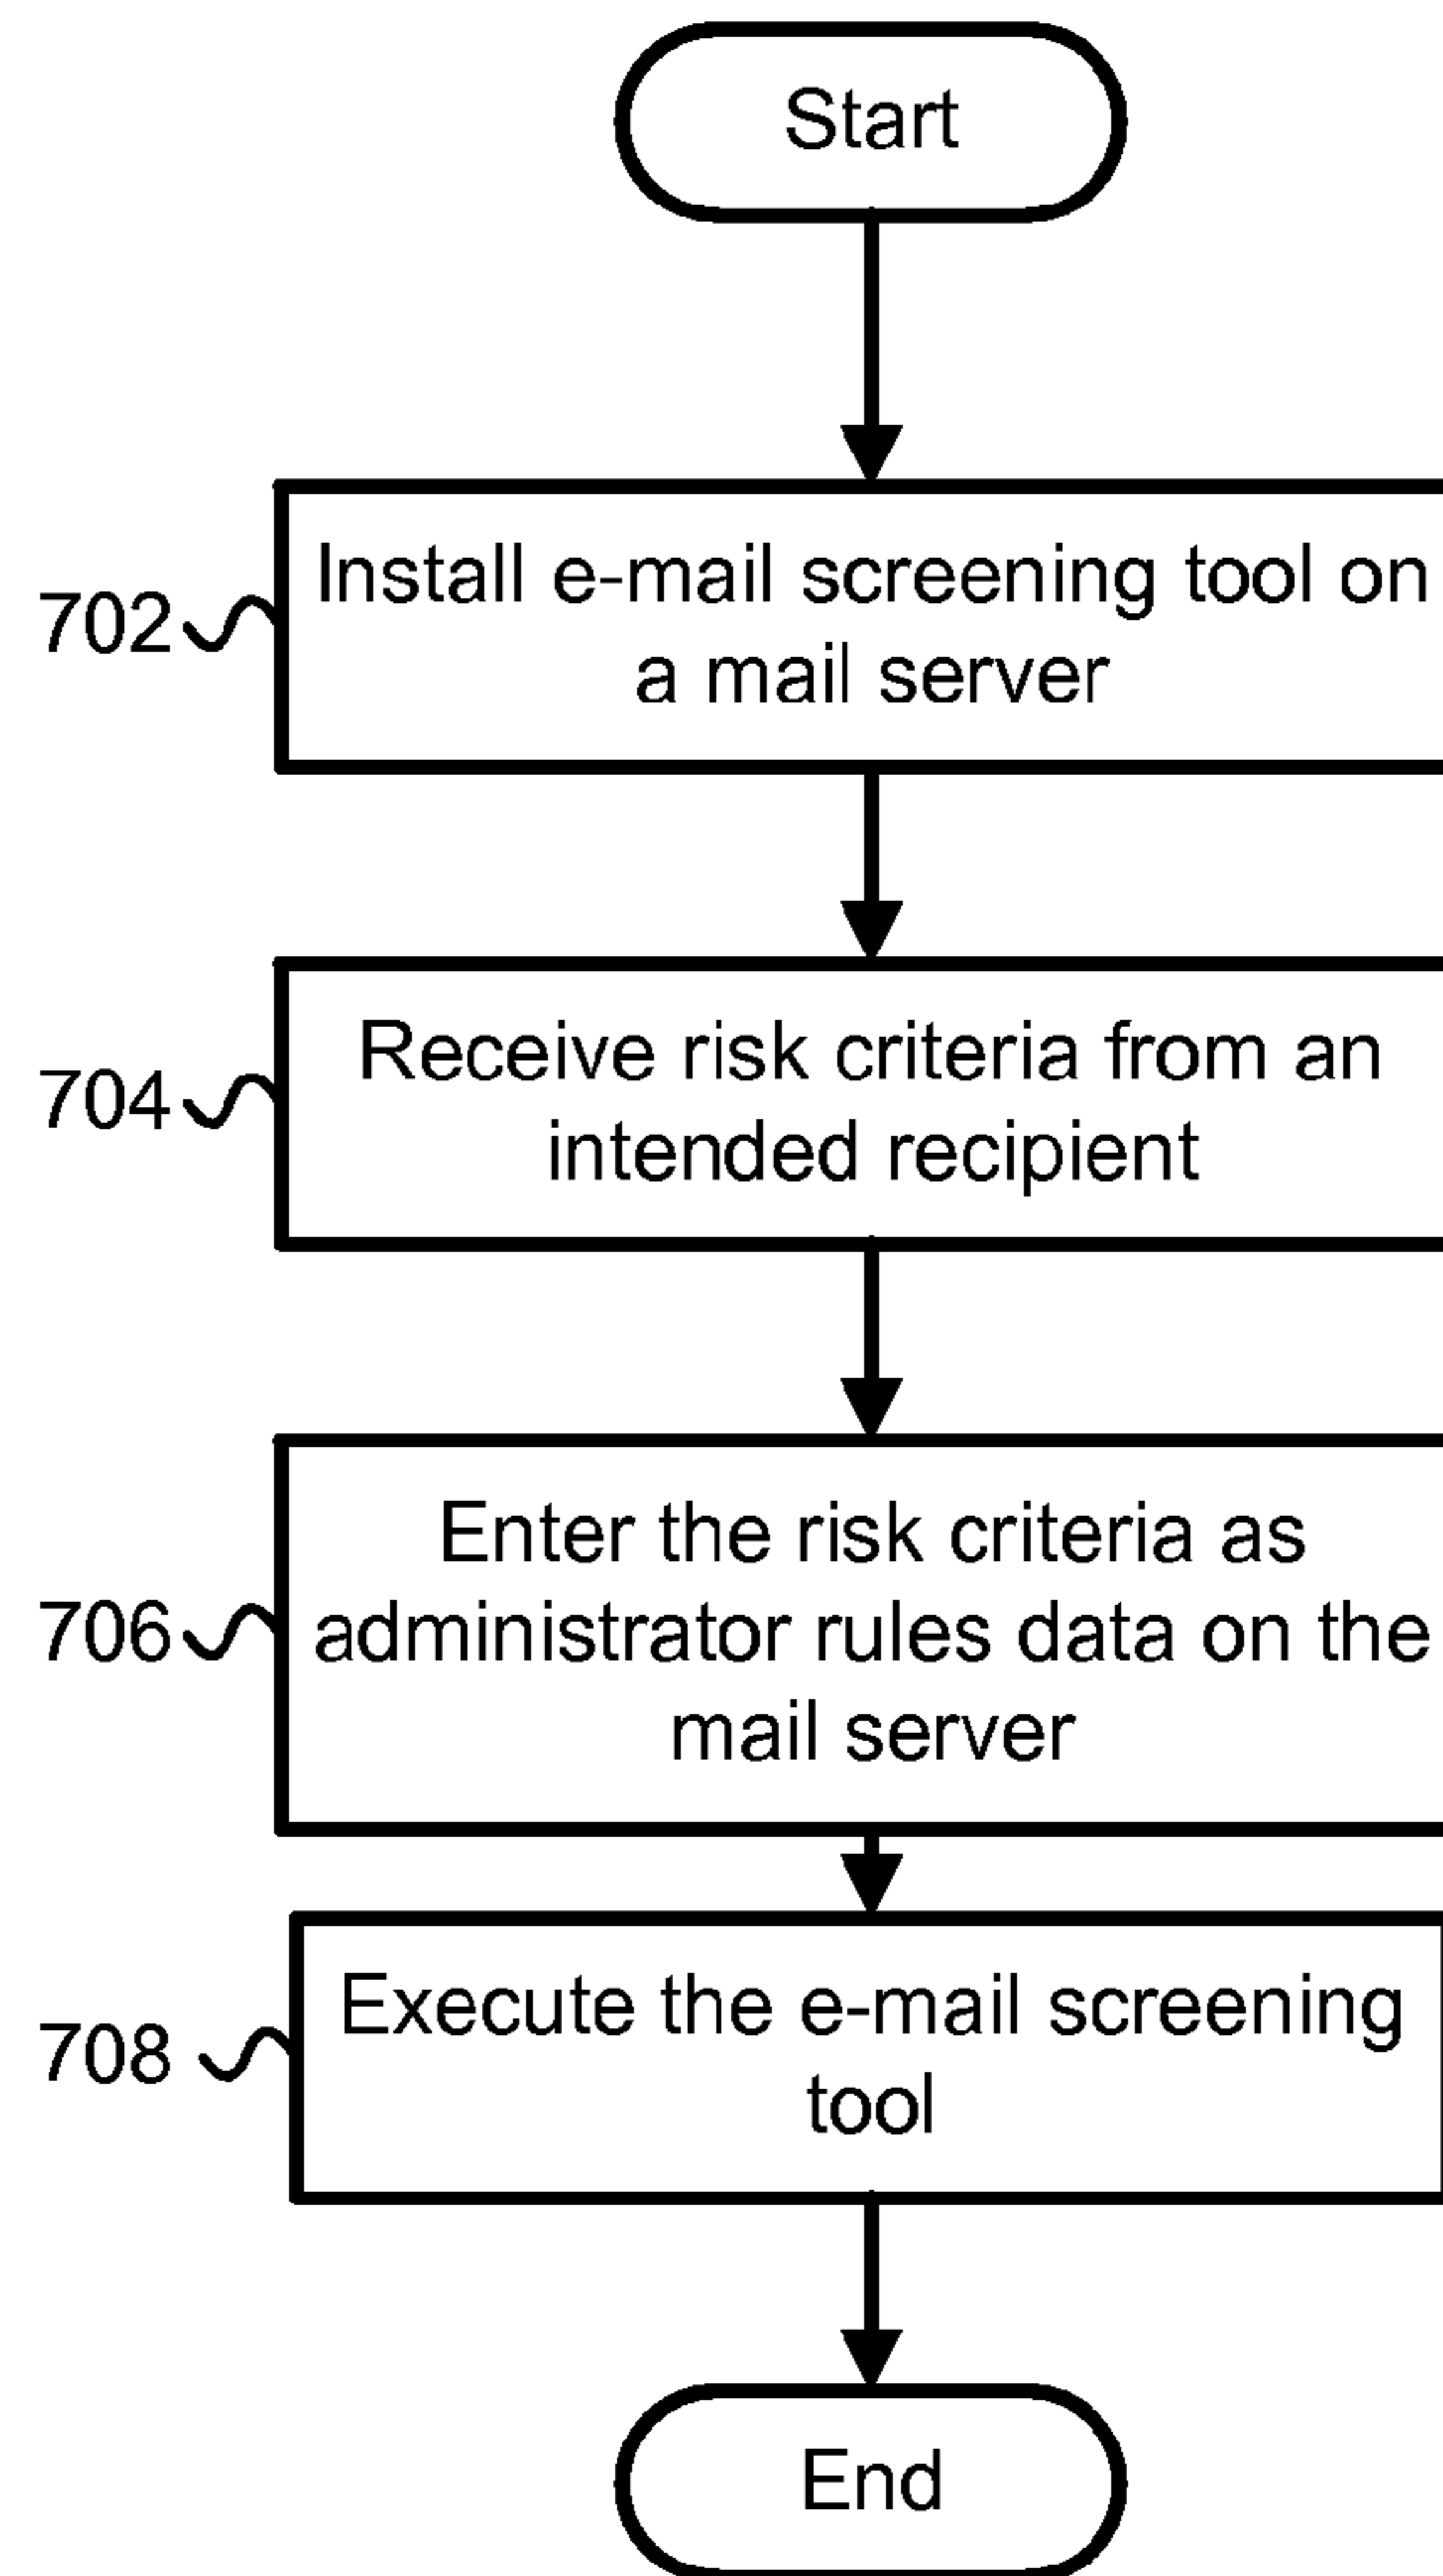 Start
702
Install e-mail screening tool on
a mail server
704
Receive risk criteria from an
intended recipient
706
Enter the risk criteria as
administrator rules data on the
mail server
708
Execute the e-mail screening
tool
End